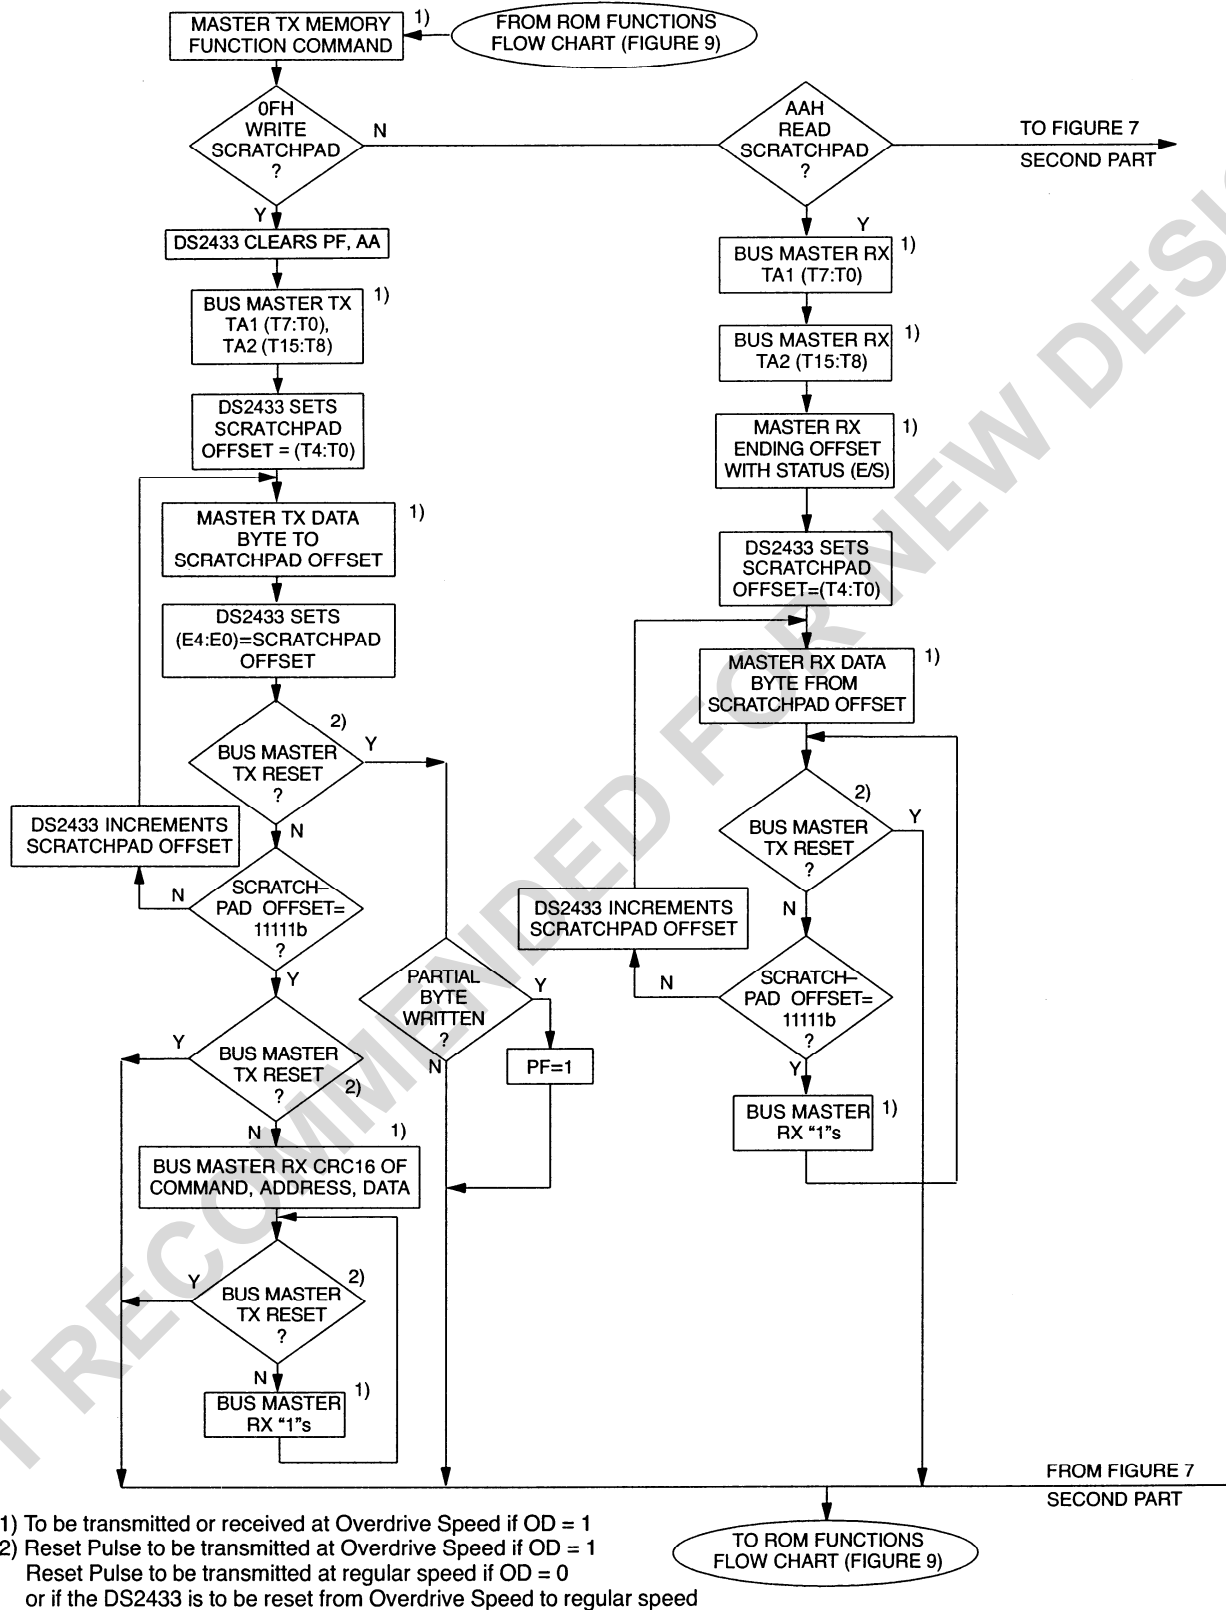 MASTER TX MEMORY
FUNCTION COMMAND
1)
FROM ROM FUNCTIONS
FLOW CHART (FIGURE 9)
0FH
WRITE
SCRATCHPAD
?
N
Y
AAH
READ
SCRATCHPAD
?
Y
TO FIGURE 7
SECOND PART
DS2433 CLEARS PF, AA
BUS MASTER TX
TA1 (T7:T0),
TA2 (T15:T8)
1)
DS2433 SETS
SCRATCHPAD
OFFSET = (T4:T0)
MASTER TX DATA
BYTE TO
SCRATCHPAD OFFSET
1)
DS2433 SETS
(E4:E0)=SCRATCHPAD
OFFSET
BUS MASTER
TX RESET
?
2)
Y
N
DS2433 INCREMENTS
SCRATCHPAD OFFSET
SCRATCH–
PAD OFFSET=
11111b
?
N
Y
BUS MASTER
TX RESET
?
2)
Y
N
PARTIAL
BYTE
WRITTEN
?
Y
N
PF=1
BUS MASTER RX CRC16 OF
COMMAND, ADDRESS, DATA
1)
BUS MASTER
TX RESET
?
2)
Y
N
BUS MASTER
RX "1"s
1)
BUS MASTER RX
TA1 (T7:T0)
1)
BUS MASTER RX
TA2 (T15:T8)
1)
MASTER RX
ENDING OFFSET
WITH STATUS (E/S)
1)
DS2433 SETS
SCRATCHPAD
OFFSET=(T4:T0)
MASTER RX DATA
BYTE FROM
SCRATCHPAD OFFSET
1)
BUS MASTER
TX RESET
?
2)
Y
N
DS2433 INCREMENTS
SCRATCHPAD OFFSET
SCRATCH–
PAD OFFSET=
11111b
?
N
Y
BUS MASTER
RX "1"s
1)
FROM FIGURE 7
SECOND PART
TO ROM FUNCTIONS
FLOW CHART (FIGURE 9)
1) To be transmitted or received at Overdrive Speed if OD = 1
2) Reset Pulse to be transmitted at Overdrive Speed if OD = 1
Reset Pulse to be transmitted at regular speed if OD = 0
or if the DS2433 is to be reset from Overdrive Speed to regular speed
T RECOMMENDED FOR NEW DESI